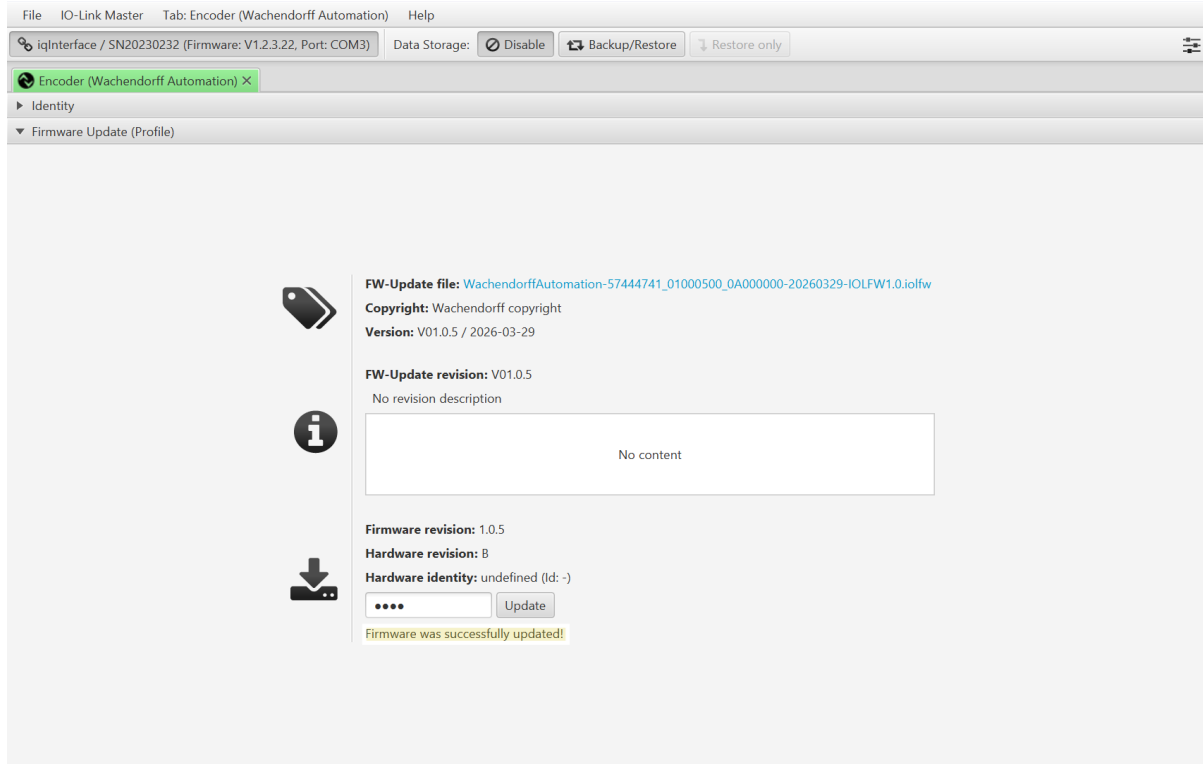 File IO-Link Master Tab: Encoder (Wachendorff Automation) Help
iqInterface / SN20230232 (Firmware: V1.2.3.22, Port: COM3) Data Storage: Disable Backup/Restore Restore only
Encoder (Wachendorff Automation)
Identity
Firmware Update (Profile)
FW-Update file: WachendorffAutomation-57444741_01000500_0A000000-20260329-IOLFW1.0.iolfw
Copyright: Wachendorff copyright
Version: V01.0.5 / 2026-03-29
FW-Update revision: V01.0.5
No revision description
No content
Firmware revision: 1.0.5
Hardware revision: B
Hardware identity: undefined (Id: -)
•••• Update
Firmware was successfully updated!